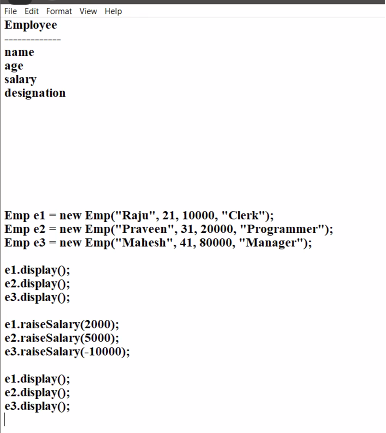 File Edit Format View Help
Employee
-------------
name
age
salary
designation
Emp e1 = new Emp("Raju", 21, 10000, "Clerk");
Emp e2 = new Emp("Praveen", 31, 20000, "Programmer");
Emp e3 = new Emp("Mahesh", 41, 80000, "Manager");
e1.display();
e2.display();
e3.display();
e1.raiseSalary(2000);
e2.raiseSalary(5000);
e3.raiseSalary(-10000);
e1.display();
e2.display();
e3.display();